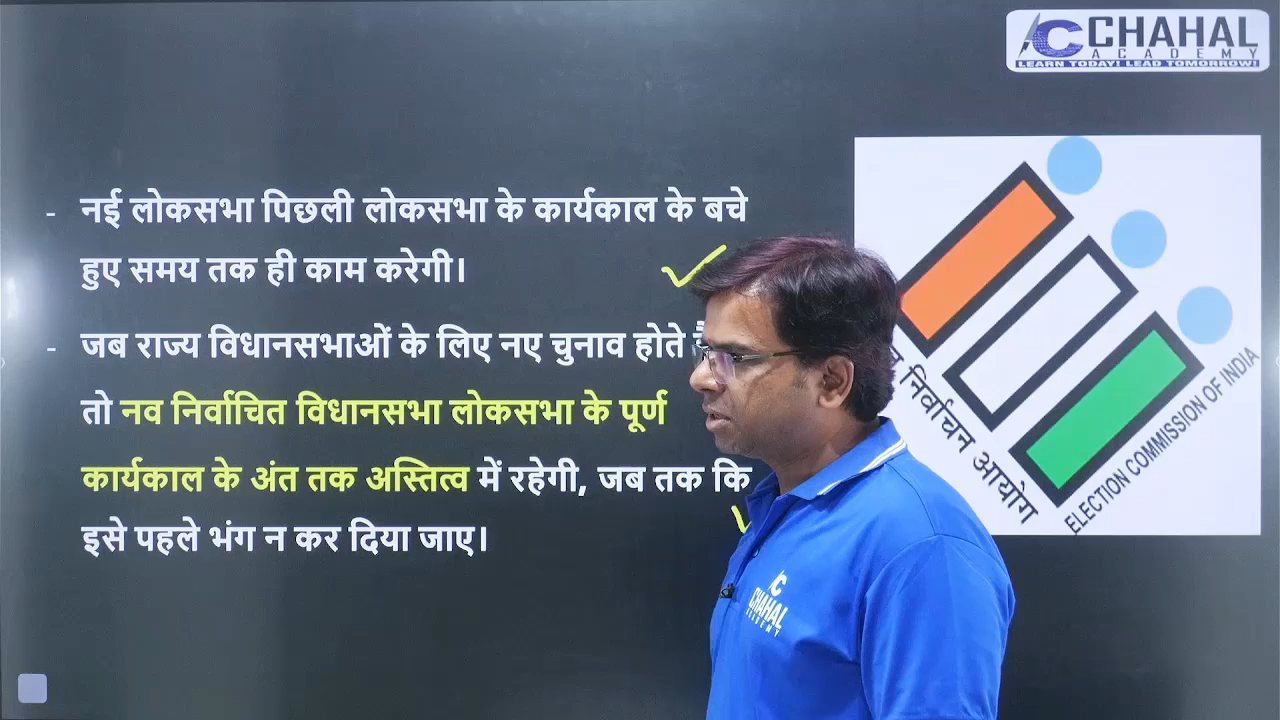 CHAHAL
ACADEMY
LEARN TODAY! LEAD TOMORROW!
- नई लोकसभा पिछली लोकसभा के कार्यकाल के बचे
हुए समय तक ही काम करेगी।
- जब राज्य विधानसभाओं के लिए नए चुनाव होते
तो नव निर्वाचित विधानसभा लोकसभा के पूर्ण
कार्यकाल के अंत तक अस्तित्व में रहेगी, जब तक कि
इसे पहले भंग न कर दिया जाए।
निर्वाचन आयोग
ELECTION COMMISSION OF INDIA
CHAHAL
ACADEMY